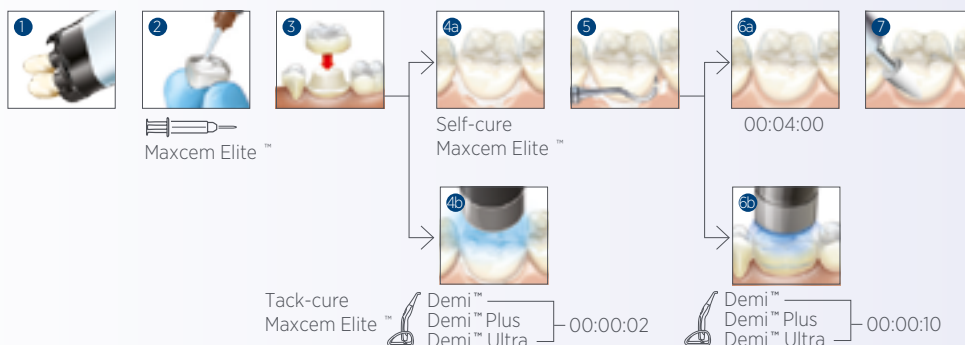 1
2
3
4a
5
6a
7
Maxcem Elite ™
Self-cure
Maxcem Elite ™
00:04:00
4b
6b
Tack-cure
Maxcem Elite ™
Demi™
Demi™ Plus
Demi™ Ultra
00:00:02
Demi™
Demi™ Plus
Demi™ Ultra
00:00:10